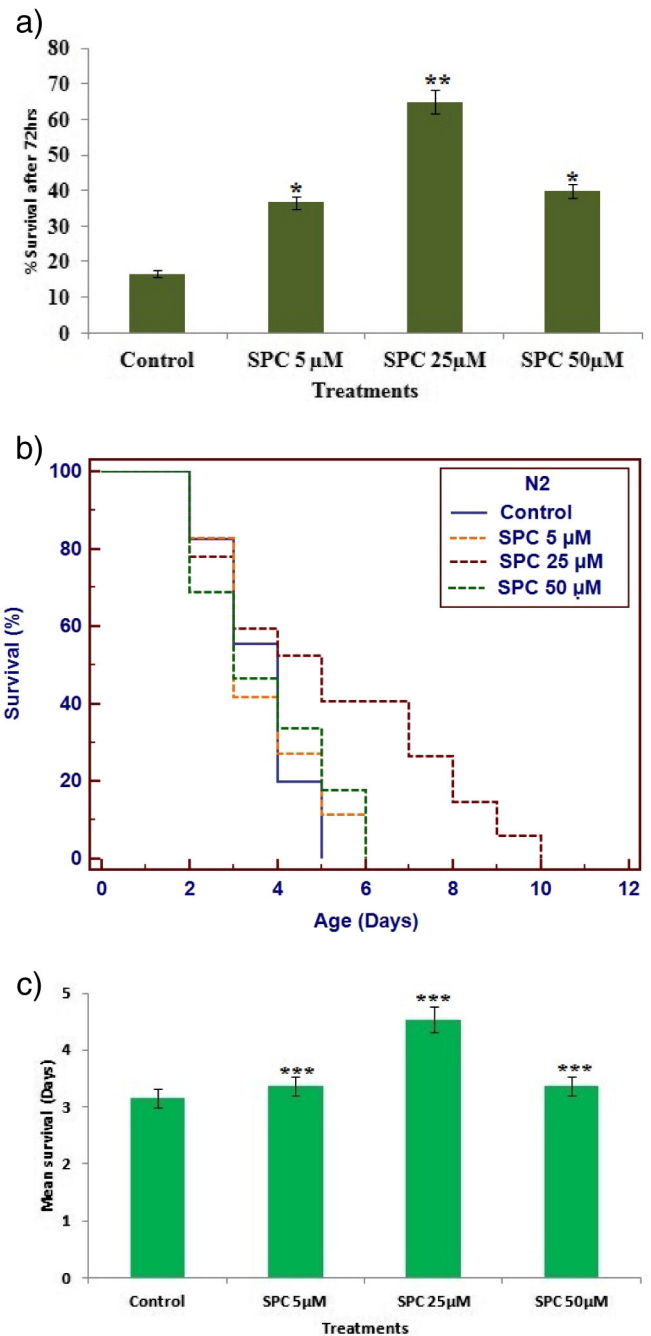 a)
80
70
60
50
40
30
20
10
0
% Survival after 72hrs
*
**
*
Control SPC 5 µM SPC 25µM SPC 50µM
Treatments
b)
100
80
60
40
20
0
Survival (%)
N2
Control
SPC 5 µM
SPC 25 µM
SPC 50 µM
0 2 4 6 8 10 12
Age (Days)
c)
5
4
3
2
1
0
Mean survival (Days)
***
***
***
Control SPC 5µM SPC 25µM SPC 50µM
Treatments